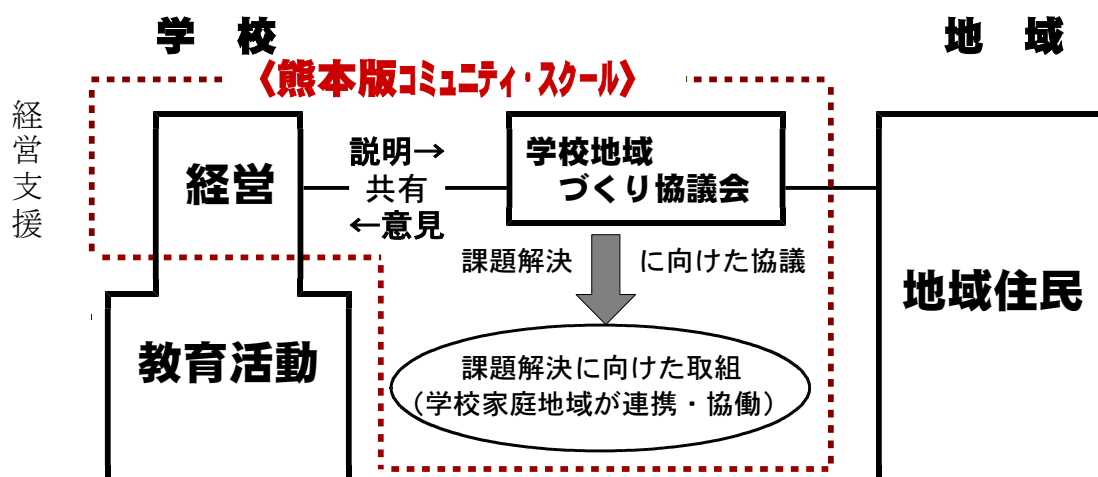 学 校
地 域
〈熊本版コミュニティ・スクール〉
経営支援
経営
説明→
共有
←意見
学校地域
づくり協議会
課題解決 に向けた協議
地域住民
教育活動
課題解決に向けた取組
（学校家庭地域が連携・協働）